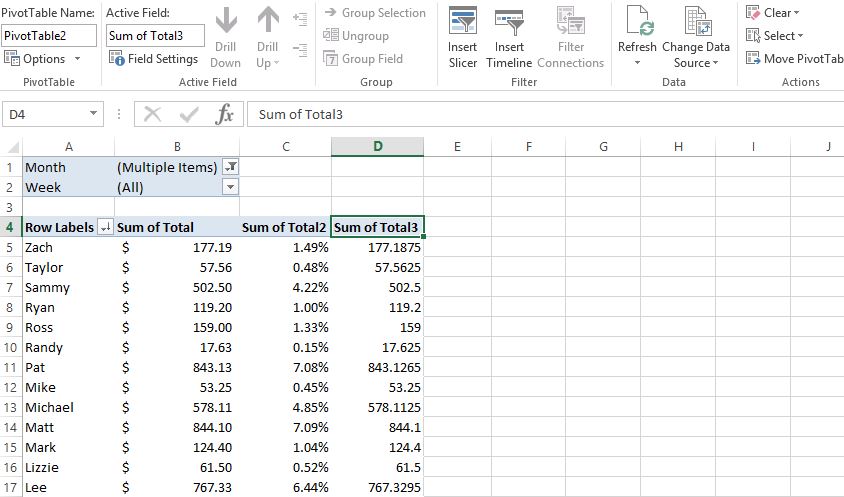 PivotTable Name: Active Field: → Group Selection
PivotTable2 Sum of Total3 Drill Down Drill Up Ungroup Insert Slicer Insert Timeline Filter Connections Refresh Change Data Source Clear Select
Options Field Settings Group Field Move PivotTab
PivotTable Active Field Group Filter Data Actions
D4 fx Sum of Total3
A B C D E F G H I J
1 Month (Multiple Items)
2 Week (All)
3
4 Row Labels Sum of Total Sum of Total2 Sum of Total3
5 Zach $ 177.19 1.49% 177.1875
6 Taylor $ 57.56 0.48% 57.5625
7 Sammy $ 502.50 4.22% 502.5
8 Ryan $ 119.20 1.00% 119.2
9 Ross $ 159.00 1.33% 159
10 Randy $ 17.63 0.15% 17.625
11 Pat $ 843.13 7.08% 843.1265
12 Mike $ 53.25 0.45% 53.25
13 Michael $ 578.11 4.85% 578.1125
14 Matt $ 844.10 7.09% 844.1
15 Mark $ 124.40 1.04% 124.4
16 Lizzie $ 61.50 0.52% 61.5
17 Lee $ 767.33 6.44% 767.3295